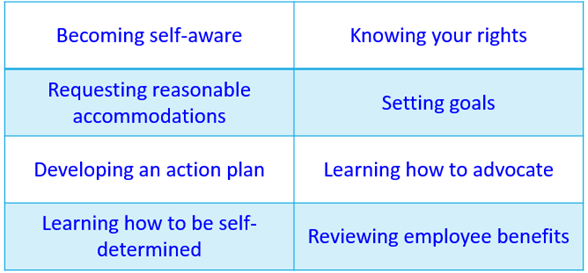 Becoming self-aware
Knowing your rights
Requesting reasonable
accommodations
Setting goals
Developing an action plan
Learning how to advocate
Learning how to be self-
determined
Reviewing employee benefits